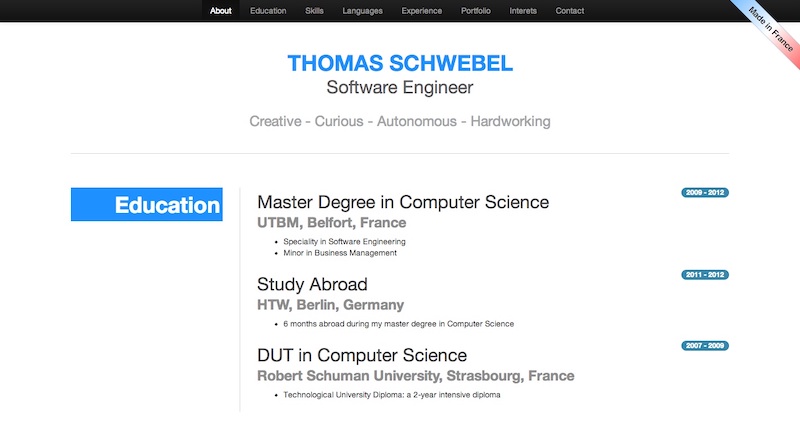 About Education Skills Languages Experience Portfolio Interets Contact
Made in France
THOMAS SCHWEBEL
Software Engineer
Creative - Curious - Autonomous - Hardworking
Education
Master Degree in Computer Science 2009 - 2012
UTBM, Belfort, France
• Speciality in Software Engineering
• Minor in Business Management
Study Abroad 2011 - 2012
HTW, Berlin, Germany
• 6 months abroad during my master degree in Computer Science
DUT in Computer Science 2007 - 2009
Robert Schuman University, Strasbourg, France
• Technological University Diploma: a 2-year intensive diploma